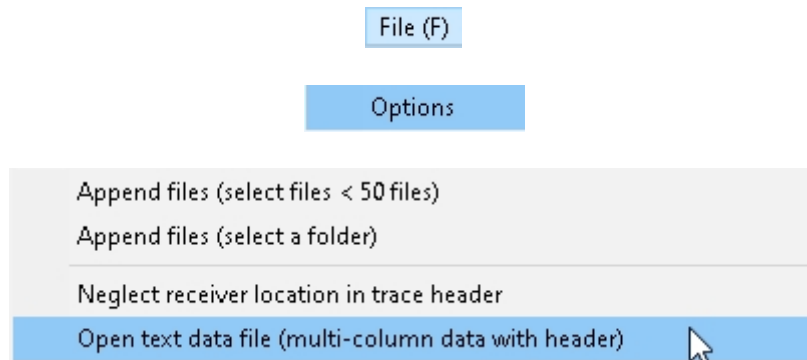 File (F)
Options
Append files (select files < 50 files)
Append files (select a folder)
Neglect receiver location in trace header
Open text data file (multi-column data with header)